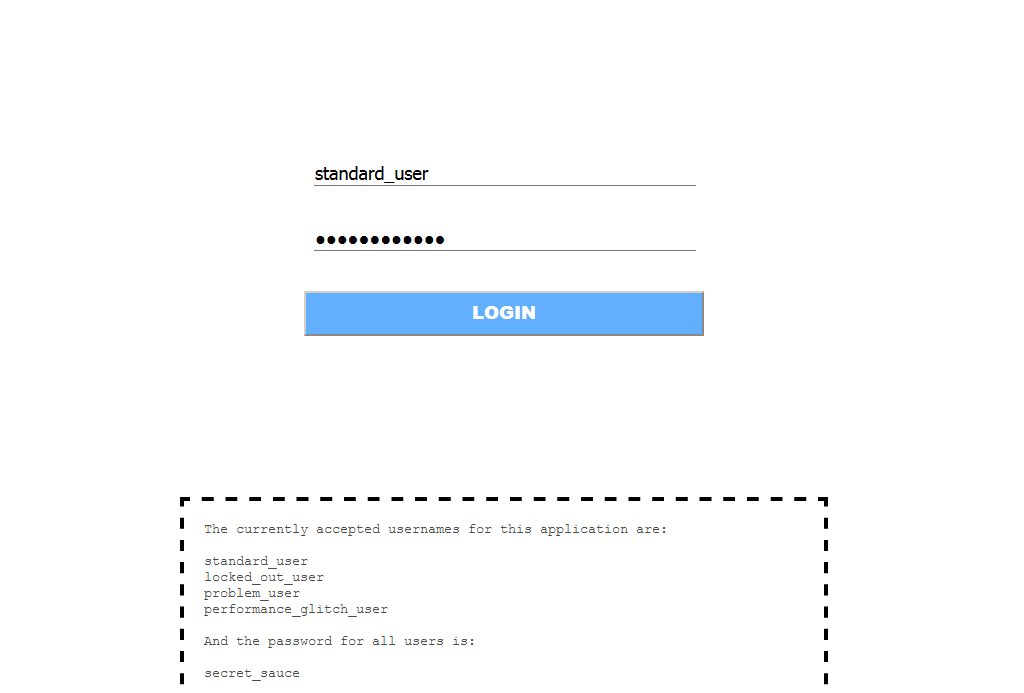 standard_user
••••••••••••
LOGIN
The currently accepted usernames for this application are:
standard_user
locked_out_user
problem_user
performance_glitch_user
And the password for all users is:
secret_sauce